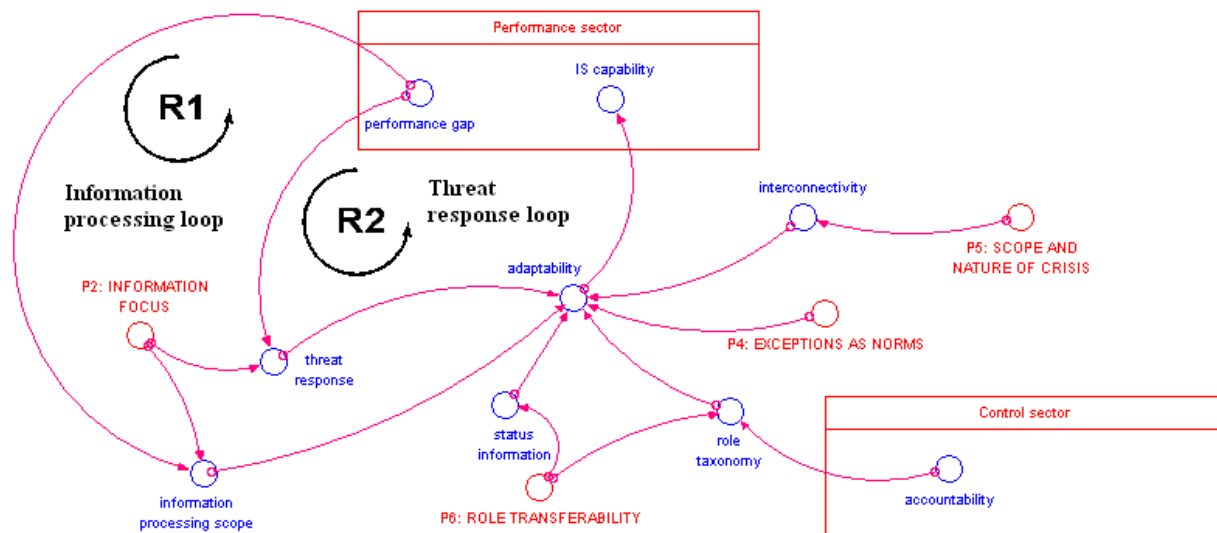 Performance sector
IS capability
performance gap
R1
Information
processing loop
R2
Threat
response loop
interconnectivity
P5: SCOPE AND
NATURE OF CRISIS
adaptability
P2: INFORMATION
FOCUS
threat
response
P4: EXCEPTIONS AS NORMS
status
information
role
taxonomy
Control sector
accountability
information
processing scope
P6: ROLE TRANSFERABILITY